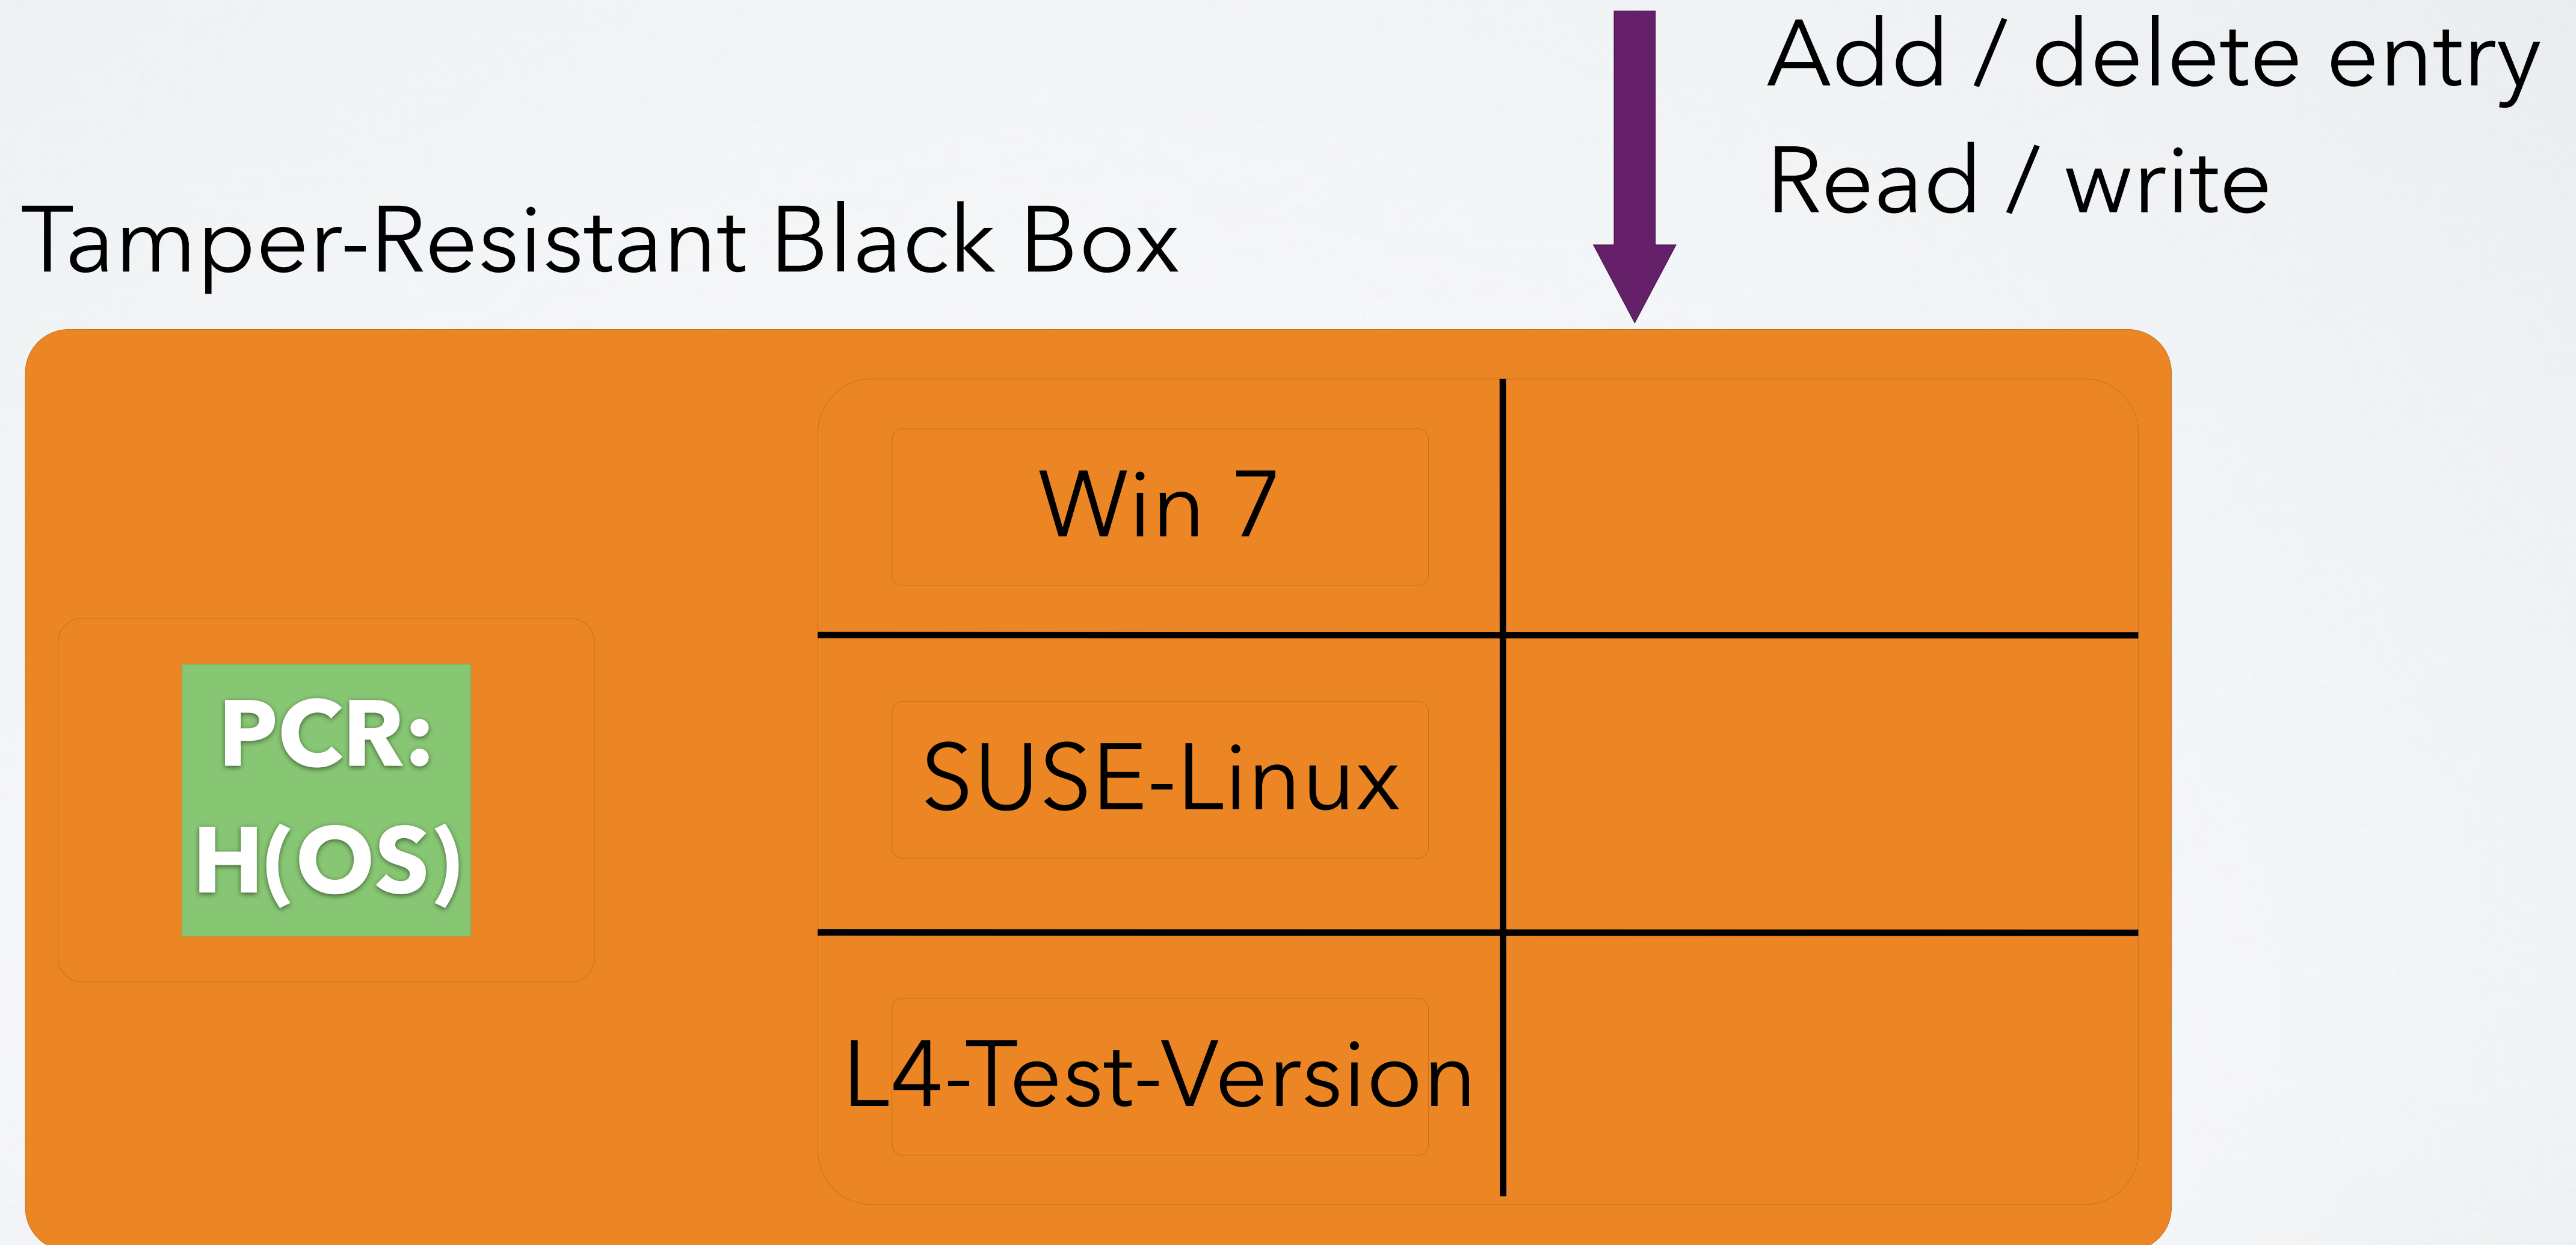 Add / delete entry
Read / write
Tamper-Resistant Black Box
Win 7
PCR:
H(OS)
SUSE-Linux
L4-Test-Version